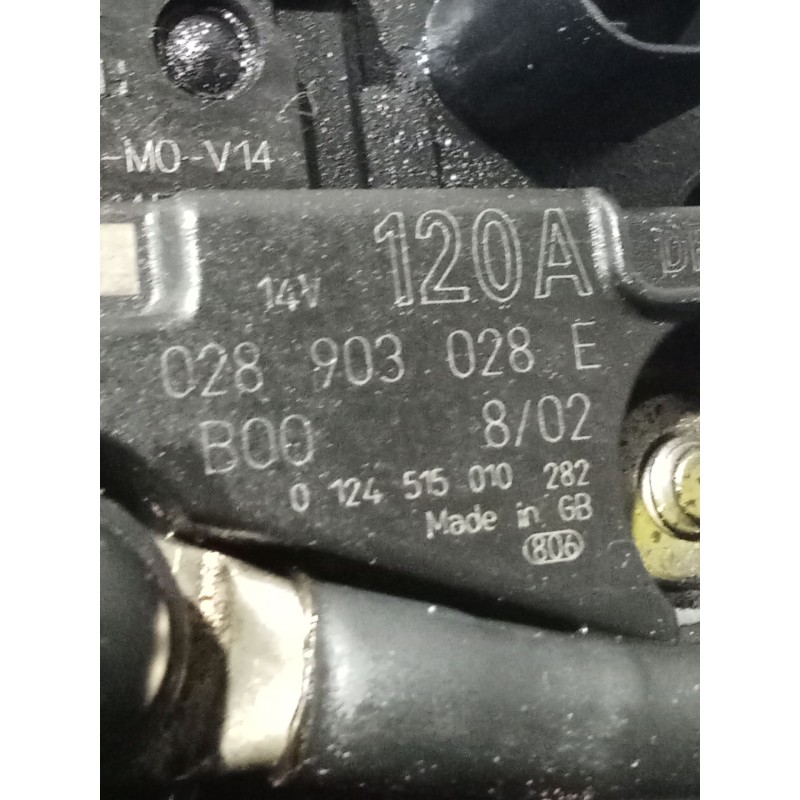 -MO-V14
14V 120A
028 903 028 E
B00 8/02
0 124 515 010 282
Made in GB
806